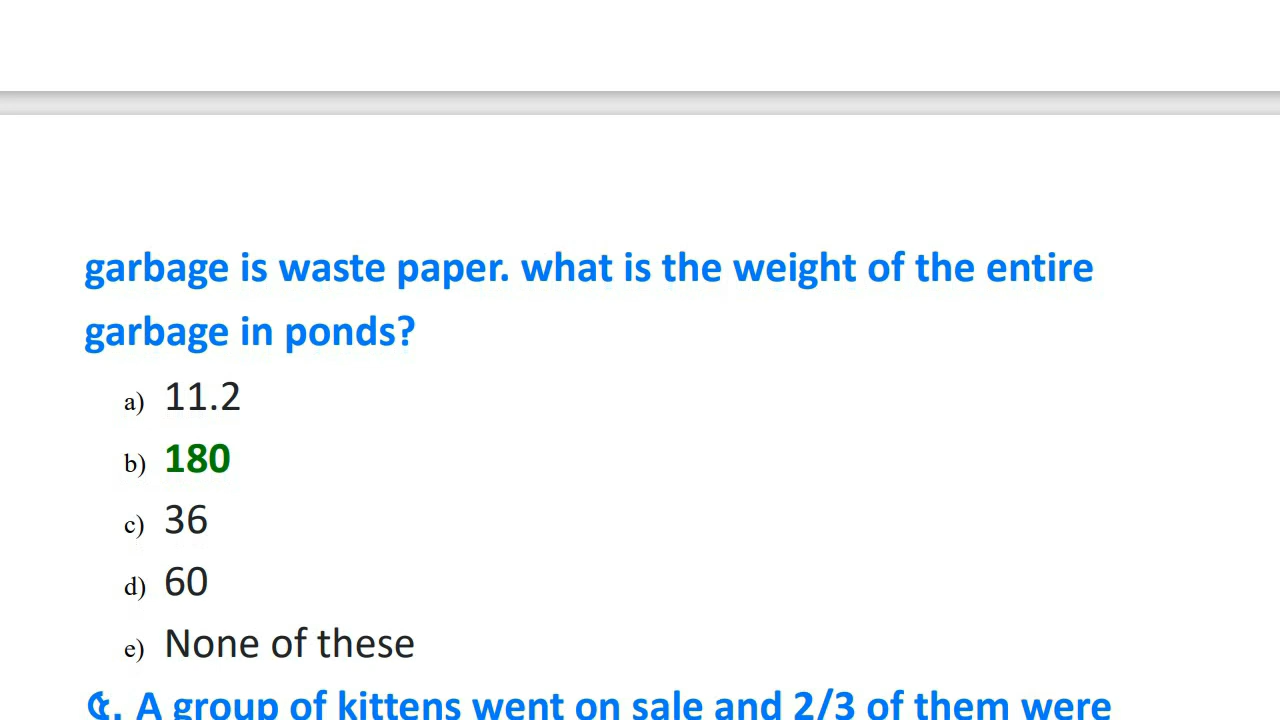 garbage is waste paper. what is the weight of the entire
garbage in ponds?
a) 11.2
b) 180
c) 36
d) 60
e) None of these
A group of kittens went on sale and 2/3 of them were